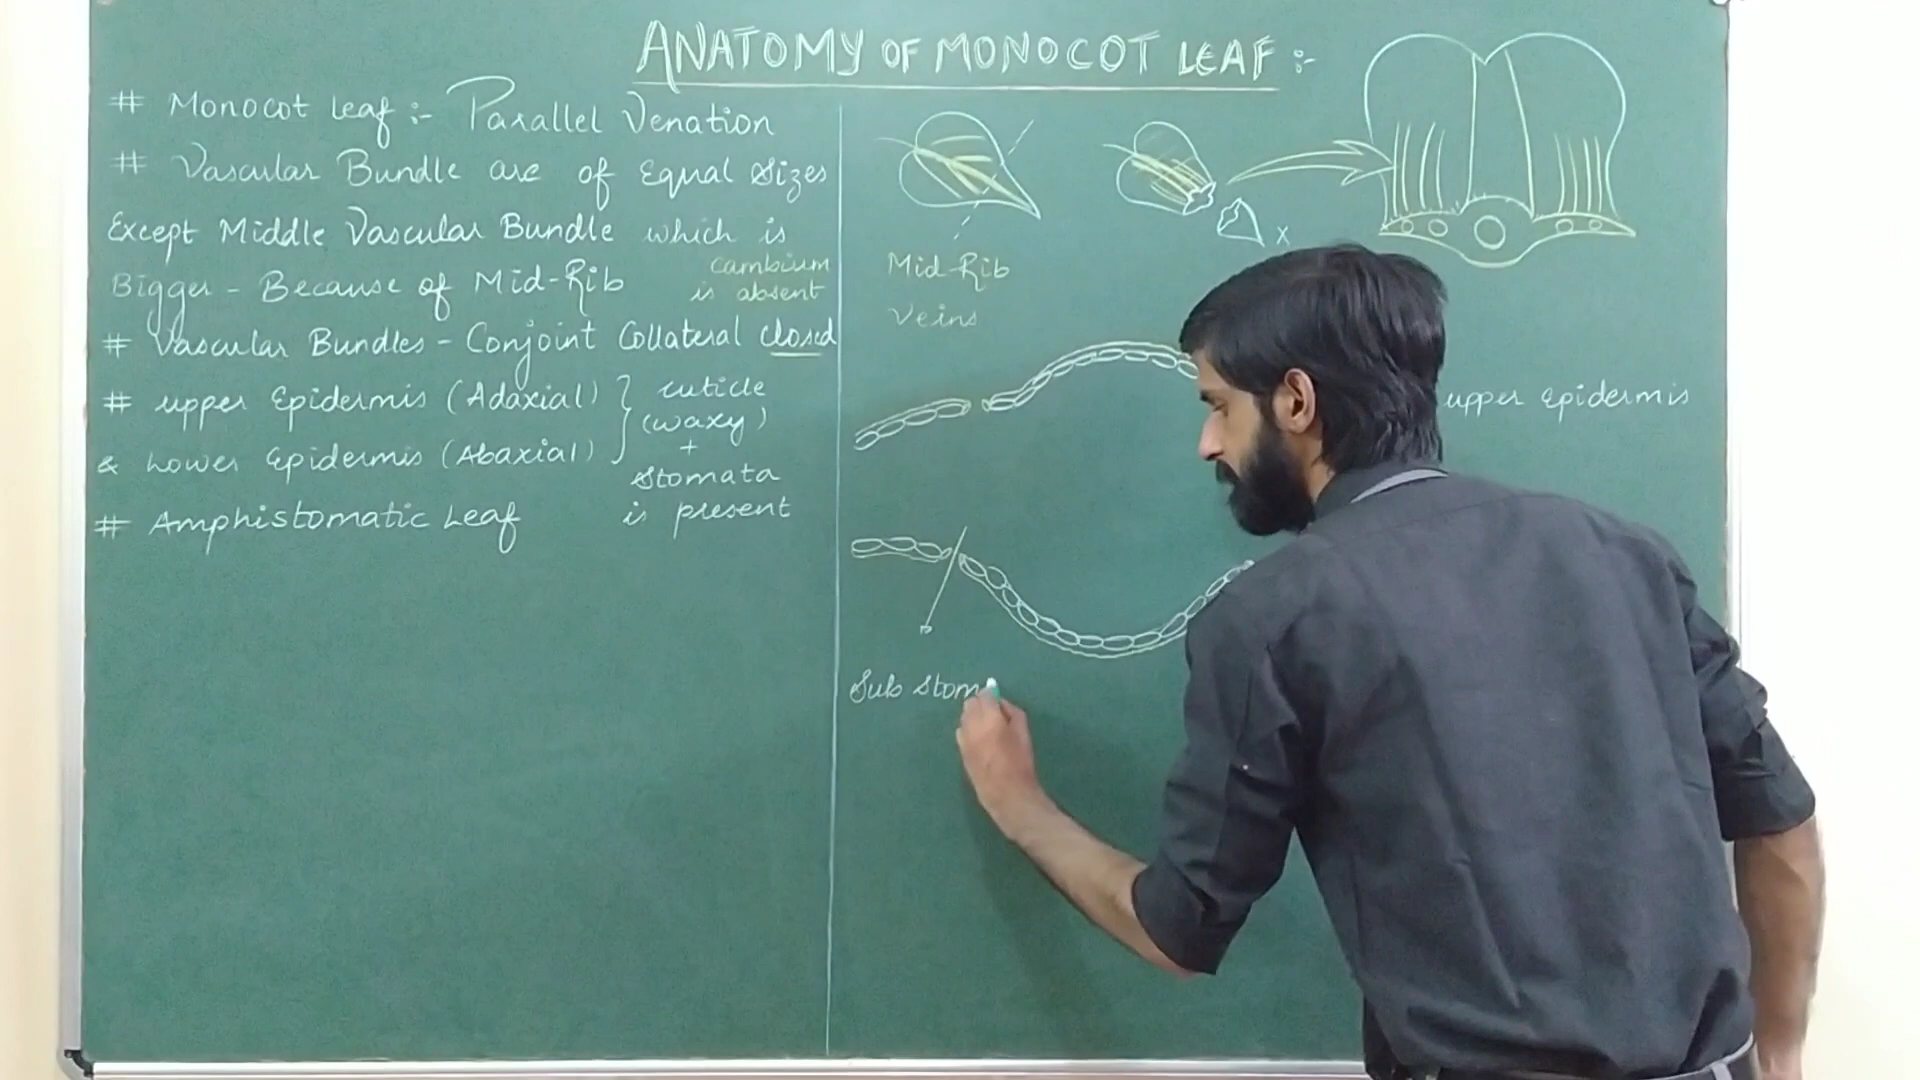 ANATOMY OF MONOCOT LEAF :-
# Monocot leaf :- Parallel Venation
# Vascular Bundle are of Equal Sizes
Except Middle Vascular Bundle which is
Bigger - Because of Mid-Rib
cambium
is absent
# Vascular Bundles - Conjoint Collateral closed
# upper Epidermis (Adaxial)
& Lower Epidermis (Abaxial)
cuticle
(waxy)
+
Stomata
is present
# Amphistomatic Leaf
x
Mid-Rib
Veins
upper epidermis
Sub Stom